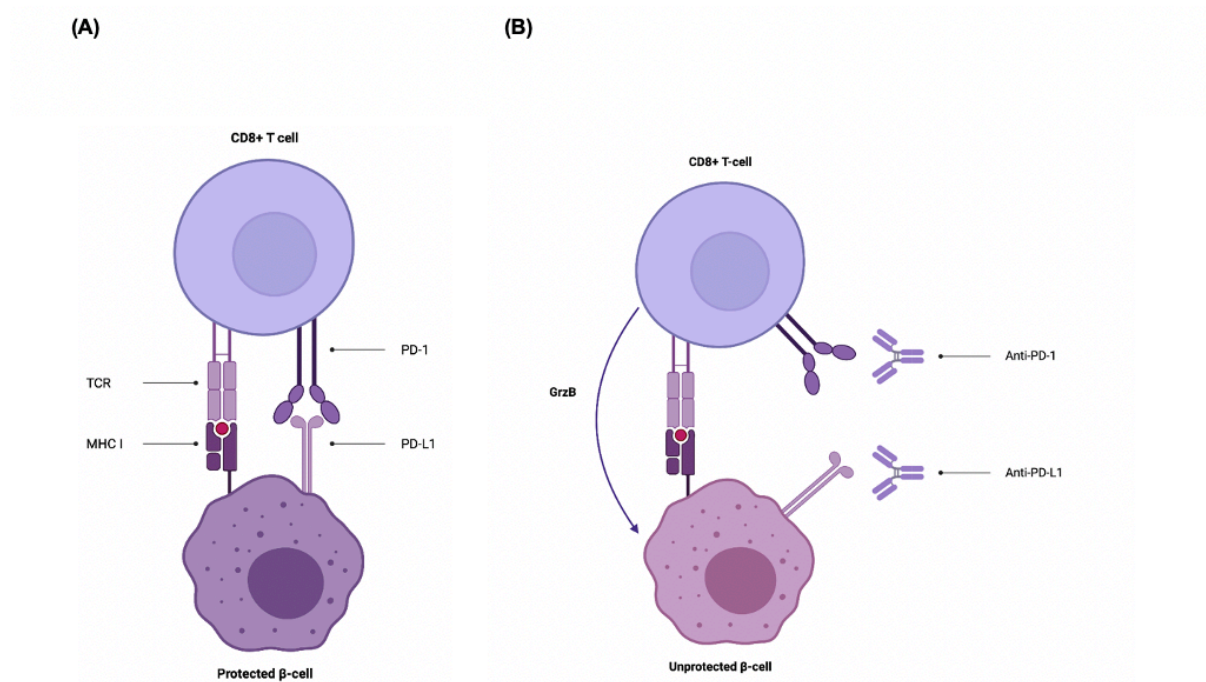 (A)
CD8+ T cell
PD-1
TCR
MHC I
PD-L1
Protected β-cell
(B)
CD8+ T-cell
Anti-PD-1
GrzB
Anti-PD-L1
Unprotected β-cell